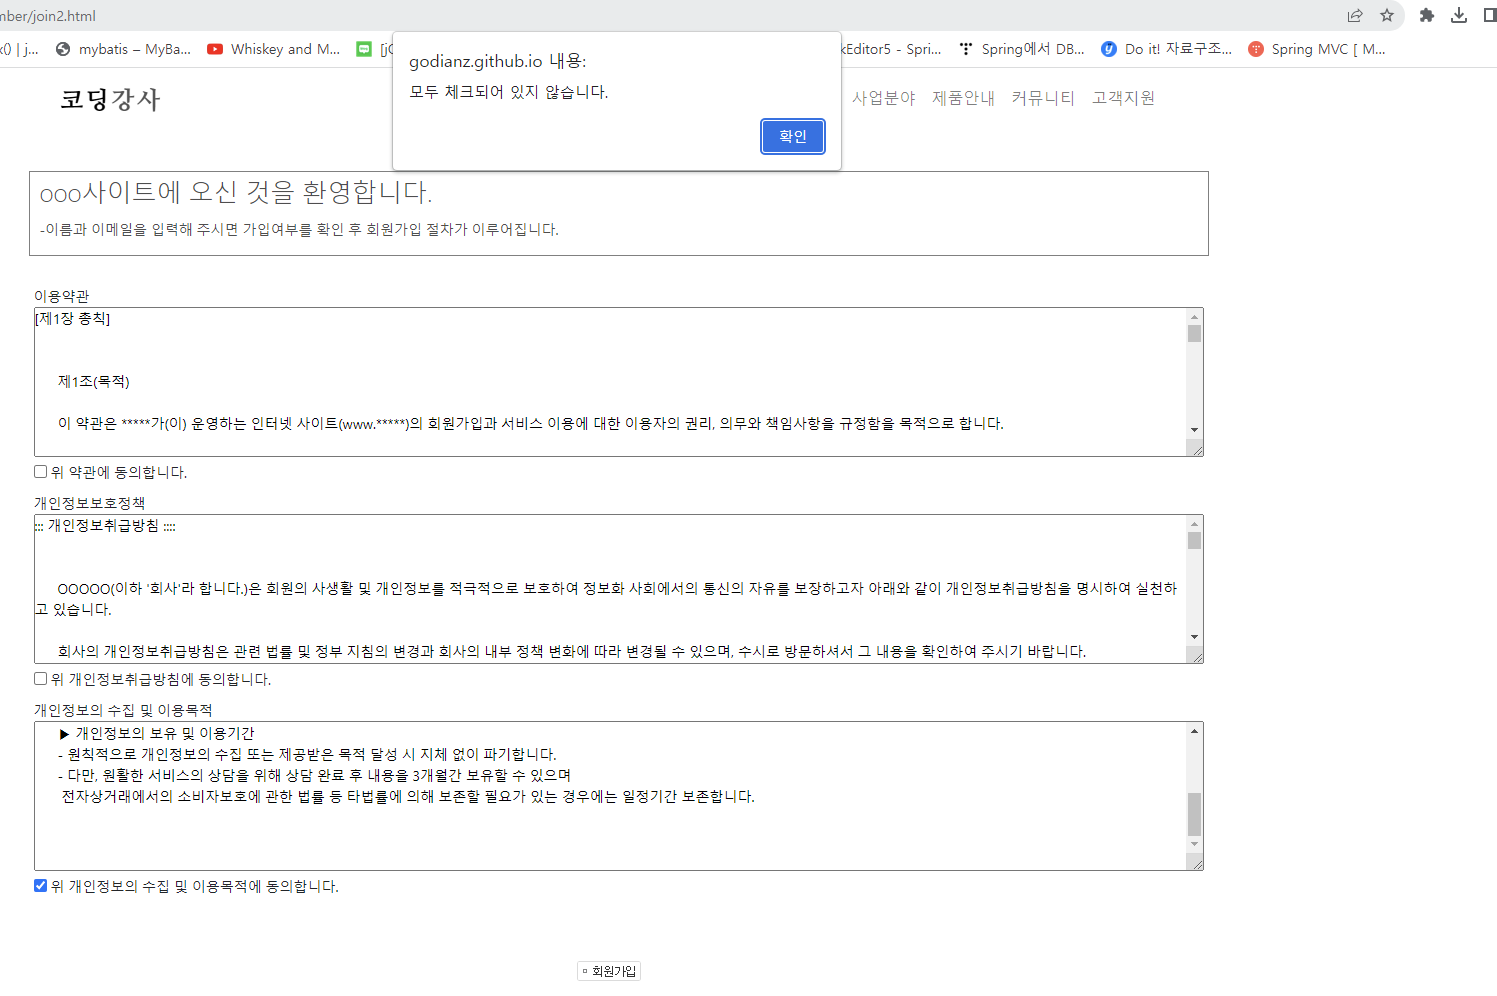 mber/join2.html
() | j...
mybatis – MyBa...
Whiskey and M...
kEditor5 - Spri...
Spring에서 DB...
Do it! 자료구조...
Spring MVC [ M...
godianz.github.io 내용:
모두 체크되어 있지 않습니다.
확인
코딩강사
사업분야 제품안내 커뮤니티 고객지원
ooo사이트에 오신 것을 환영합니다.
-이름과 이메일을 입력해 주시면 가입여부를 확인 후 회원가입 절차가 이루어집니다.
이용약관
[제1장 총칙]
제1조(목적)
이 약관은 *****가(이) 운영하는 인터넷 사이트(www.*****)의 회원가입과 서비스 이용에 대한 이용자의 권리, 의무와 책임사항을 규정함을 목적으로 합니다.
위 약관에 동의합니다.
개인정보보호정책
::: 개인정보취급방침 ::::
OOOOO(이하 '회사'라 합니다.)은 회원의 사생활 및 개인정보를 적극적으로 보호하여 정보화 사회에서의 통신의 자유를 보장하고자 아래와 같이 개인정보취급방침을 명시하여 실천하
고 있습니다.
회사의 개인정보취급방침은 관련 법률 및 정부 지침의 변경과 회사의 내부 정책 변화에 따라 변경될 수 있으며, 수시로 방문하셔서 그 내용을 확인하여 주시기 바랍니다.
위 개인정보취급방침에 동의합니다.
개인정보의 수집 및 이용목적
▶ 개인정보의 보유 및 이용기간
- 원칙적으로 개인정보의 수집 또는 제공받은 목적 달성 시 지체 없이 파기합니다.
- 다만, 원활한 서비스의 상담을 위해 상담 완료 후 내용을 3개월간 보유할 수 있으며
전자상거래에서의 소비자보호에 관한 법률 등 타법률에 의해 보존할 필요가 있는 경우에는 일정기간 보존합니다.
위 개인정보의 수집 및 이용목적에 동의합니다.
회원가입